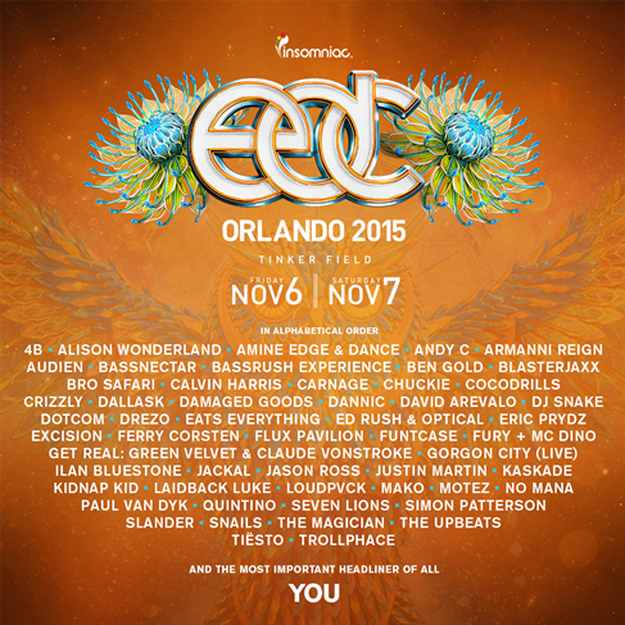 insomniac
edc
ORLANDO 2015
TINKER FIELD
FRIDAY SATURDAY
NOV6 | NOV7
IN ALPHABETICAL ORDER
4B • ALISON WONDERLAND • AMINE EDGE & DANCE • ANDY C • ARMANNI REIGN
AUDIEN • BASSNECTAR • BASSRUSH EXPERIENCE • BEN GOLD • BLASTERJAXX
BRO SAFARI • CALVIN HARRIS • CARNAGE • CHUCKIE • COCODRILLS
CRIZZLY • DALLASK • DAMAGED GOODS • DANNIC • DAVID AREVALO • DJ SNAKE
DOTCOM • DREZO • EATS EVERYTHING • ED RUSH & OPTICAL • ERIC PRYDZ
EXCISION • FERRY CORSTEN • FLUX PAVILION • FUNTCASE • FURY + MC DINO
GET REAL: GREEN VELVET & CLAUDE VONSTROKE • GORGON CITY (LIVE)
ILAN BLUESTONE • JACKAL • JASON ROSS • JUSTIN MARTIN • KASKADE
KIDNAP KID • LAIDBACK LUKE • LOUDPVCK • MAKO • MOTEZ • NO MANA
PAUL VAN DYK • QUINTINO • SEVEN LIONS • SIMON PATTERSON
SLANDER • SNAILS • THE MAGICIAN • THE UPBEATS
TIËSTO • TROLLPHACE
AND THE MOST IMPORTANT HEADLINER OF ALL
YOU